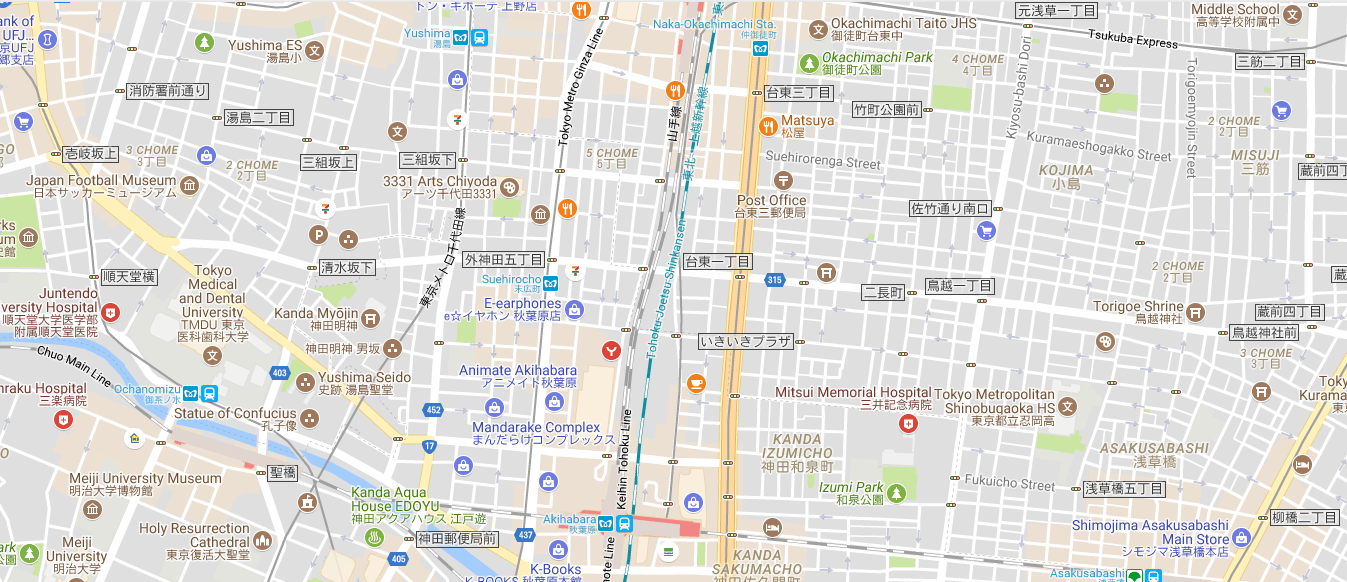 ドン・キホーテ 上野店
Naka-Okachimachi Sta.
仲御徒町
元浅草一丁目
Middle School
高等学校附属中
Bank of
UFJ...
京UFJ
郷支店
Yushima
湯島
Yushima ES
湯島小
Okachimachi Taitō JHS
御徒町台東中
Tsukuba Express
Okachimachi Park
御徒町公園
4 CHOME
4丁目
三筋二丁目
消防署前通り
Tokyo Metro Ginza Line
山手線
東北・上越新幹線
台東三丁目
竹町公園前
Kiyosu-bashi Dori
Torigoenyojin Street
湯島二丁目
Matsuya
松屋
2 CHOME
2丁目
Kuramaeshogakko Street
壱岐坂上
3 CHOME
3丁目
2 CHOME
2丁目
三組坂上
三組坂下
5 CHOME
5丁目
Suehirorenga Street
MISUJI
三筋
KOJIMA
小島
蔵前四丁
Japan Football Museum
日本サッカーミュージアム
3331 Arts Chiyoda
アーツ千代田3331
Post Office
台東三郵便局
佐竹通り南口
rks
um
史館
東京メトロ千代田線
順天堂横
清水坂下
外神田五丁目
Tohoku-Joetsu Shinkansen
台東一丁目
315
2 CHOME
2丁目
蔵
Tokyo
Medical
and Dental
University
TMDU 東京
医科歯科大学
Suehirocho
末広町
二長町
鳥越一丁目
Juntendo
iversity Hospital
順天堂大学医学部
附属順天堂医院
Kanda Myōjin
神田明神
E-earphones
e☆イヤホン 秋葉原店
Torigoe Shrine
鳥越神社
蔵前四丁目
鳥越神社前
神田明神 男坂
いきいきプラザ
Chuo Main Line
3 CHOME
3丁目
403
Yushima Seido
史跡 湯島聖堂
Animate Akihabara
アニメイト秋葉原
nraku Hospital
三楽病院
Ochanomizu
御茶ノ水
Mitsui Memorial Hospital
三井記念病院
Tokyo Metropolitan
Shinobugaoka HS
東京都立忍岡高
Toky
Kurama
東
Statue of Confucius
孔子像
452
Mandarake Complex
まんだらけコンプレックス
17
KANDA
IZUMICHO
神田和泉町
ASAKUSABASHI
浅草橋
聖橋
Keihin Tohoku Line
Meiji University Museum
明治大学博物館
Izumi Park
和泉公園
Fukuicho Street
浅草橋五丁目
Kanda Aqua
House EDOYU
神田アクアハウス 江戸遊
Akihabara
秋葉原
柳橋二丁目
Holy Resurrection
Cathedral
東京復活大聖堂
437
神田郵便局前
Shimojima Asakusabashi
Main Store
シモジマ浅草橋本店
Park
公園
Meiji
University
明治大学
405
K-Books
K-BOOKS 秋葉原本館
note Line
KANDA
SAKUMACHO
神田佐久間町
Asakusabashi